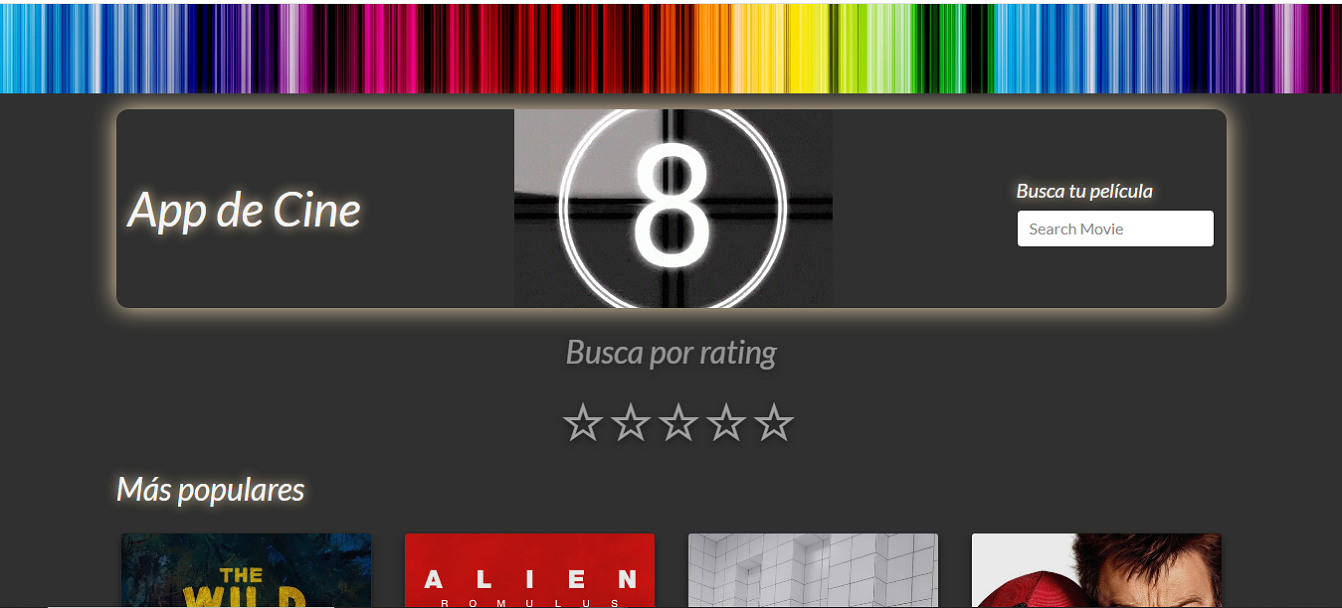 App de Cine
8
Busca tu película
Search Movie
Busca por rating
Más populares
THE
WILD
ALIEN
ROMULUS